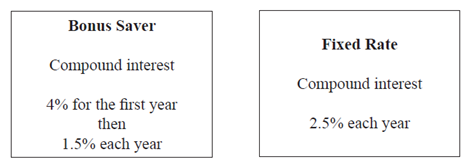 Bonus Saver
Compound interest
4% for the first year
then
1.5% each year
Fixed Rate
Compound interest
2.5% each year